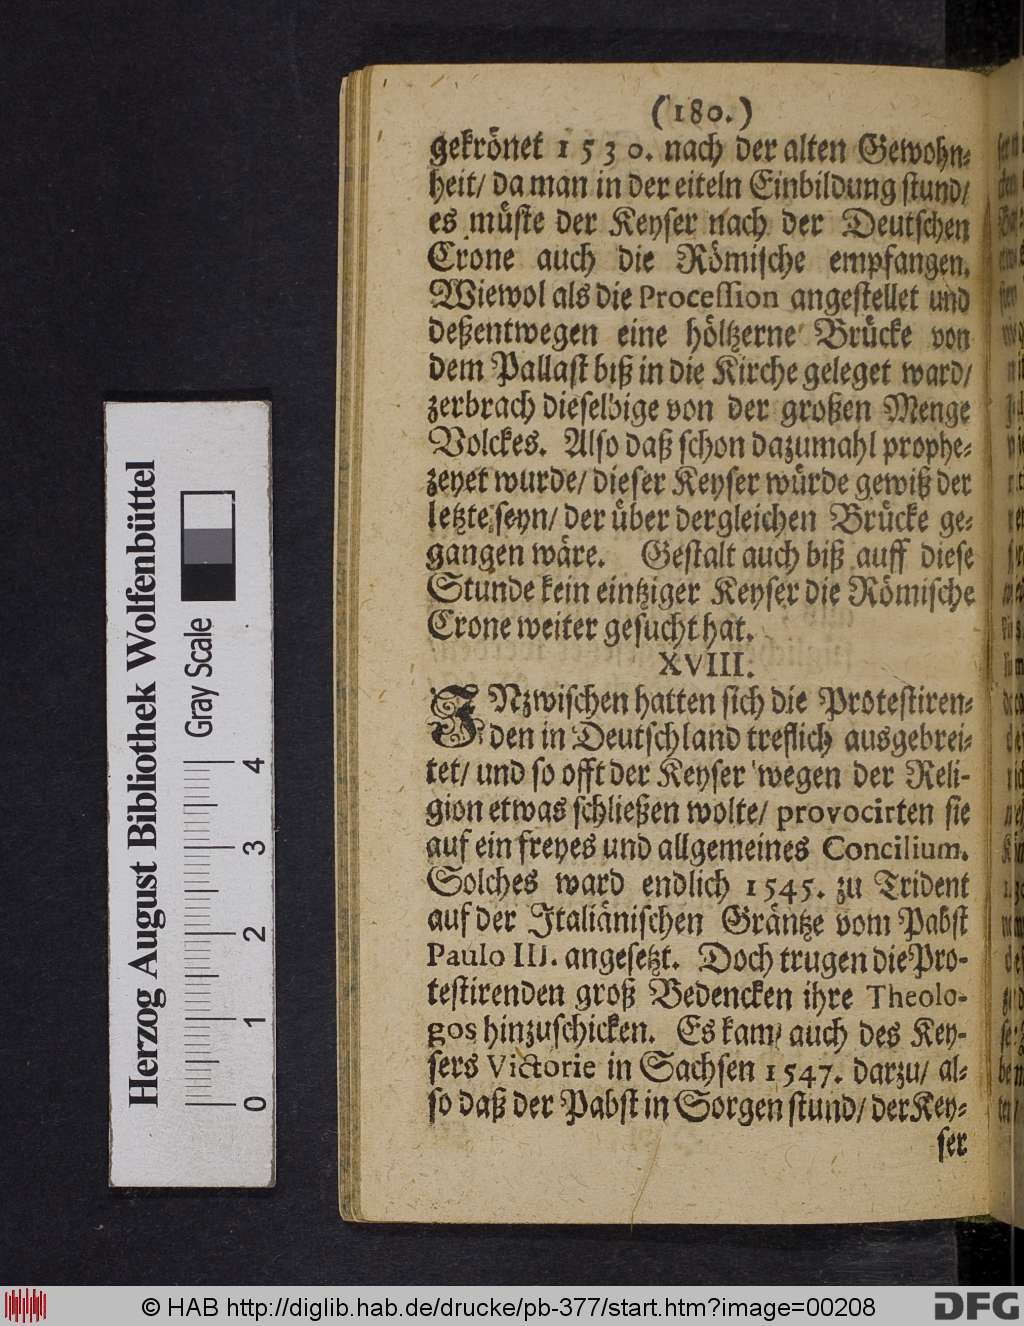 (180.)
gekrönet 1530. nach der alten Gewohn⸗
heit/ da man in der eiteln Einbildung stund/
es müste der Keyser nach der Deutschen
Crone auch die Römische empfangen.
Wiewol als die Procession angestellet und
deßentwegen eine höltzerne Brücke von
dem Pallast biß in die Kirche geleget ward/
zerbrach dieselbige von der großen Menge
Volckes. Also daß schon dazumahl prophe⸗
zeyet wurde/ dieser Keyser würde gewiß der
letzte seyn/ der über dergleichen Brücke ge⸗
gangen wäre. Gestalt auch biß auff diese
Stunde kein eintziger Keyser die Römische
Crone weiter gesucht hat.
XVIII.
INzwischen hatten sich die Protestiren⸗
den in Deutschland treflich ausgebrei⸗
tet/ und so offt der Keyser wegen der Reli-
gion etwas schließen wolte/ provocirten sie
auf ein freyes und allgemeines Concilium.
Solches ward endlich 1545. zu Trident
auf der Italiänischen Gräntze vom Pabst
Paulo III. angesetzt. Doch trugen die Pro-
testirenden groß Bedencken ihre Theolo-
gos hinzuschicken. Es kam auch des Key-
sers Victorie in Sachsen 1547. darzu/ al⸗
so daß der Pabst in Sorgen stund/ der Key⸗
ser
Herzog August Bibliothek Wolfenbüttel
Gray Scale
0 1 2 3 4
© HAB http://diglib.hab.de/drucke/pb-377/start.htm?image=00208
DFG